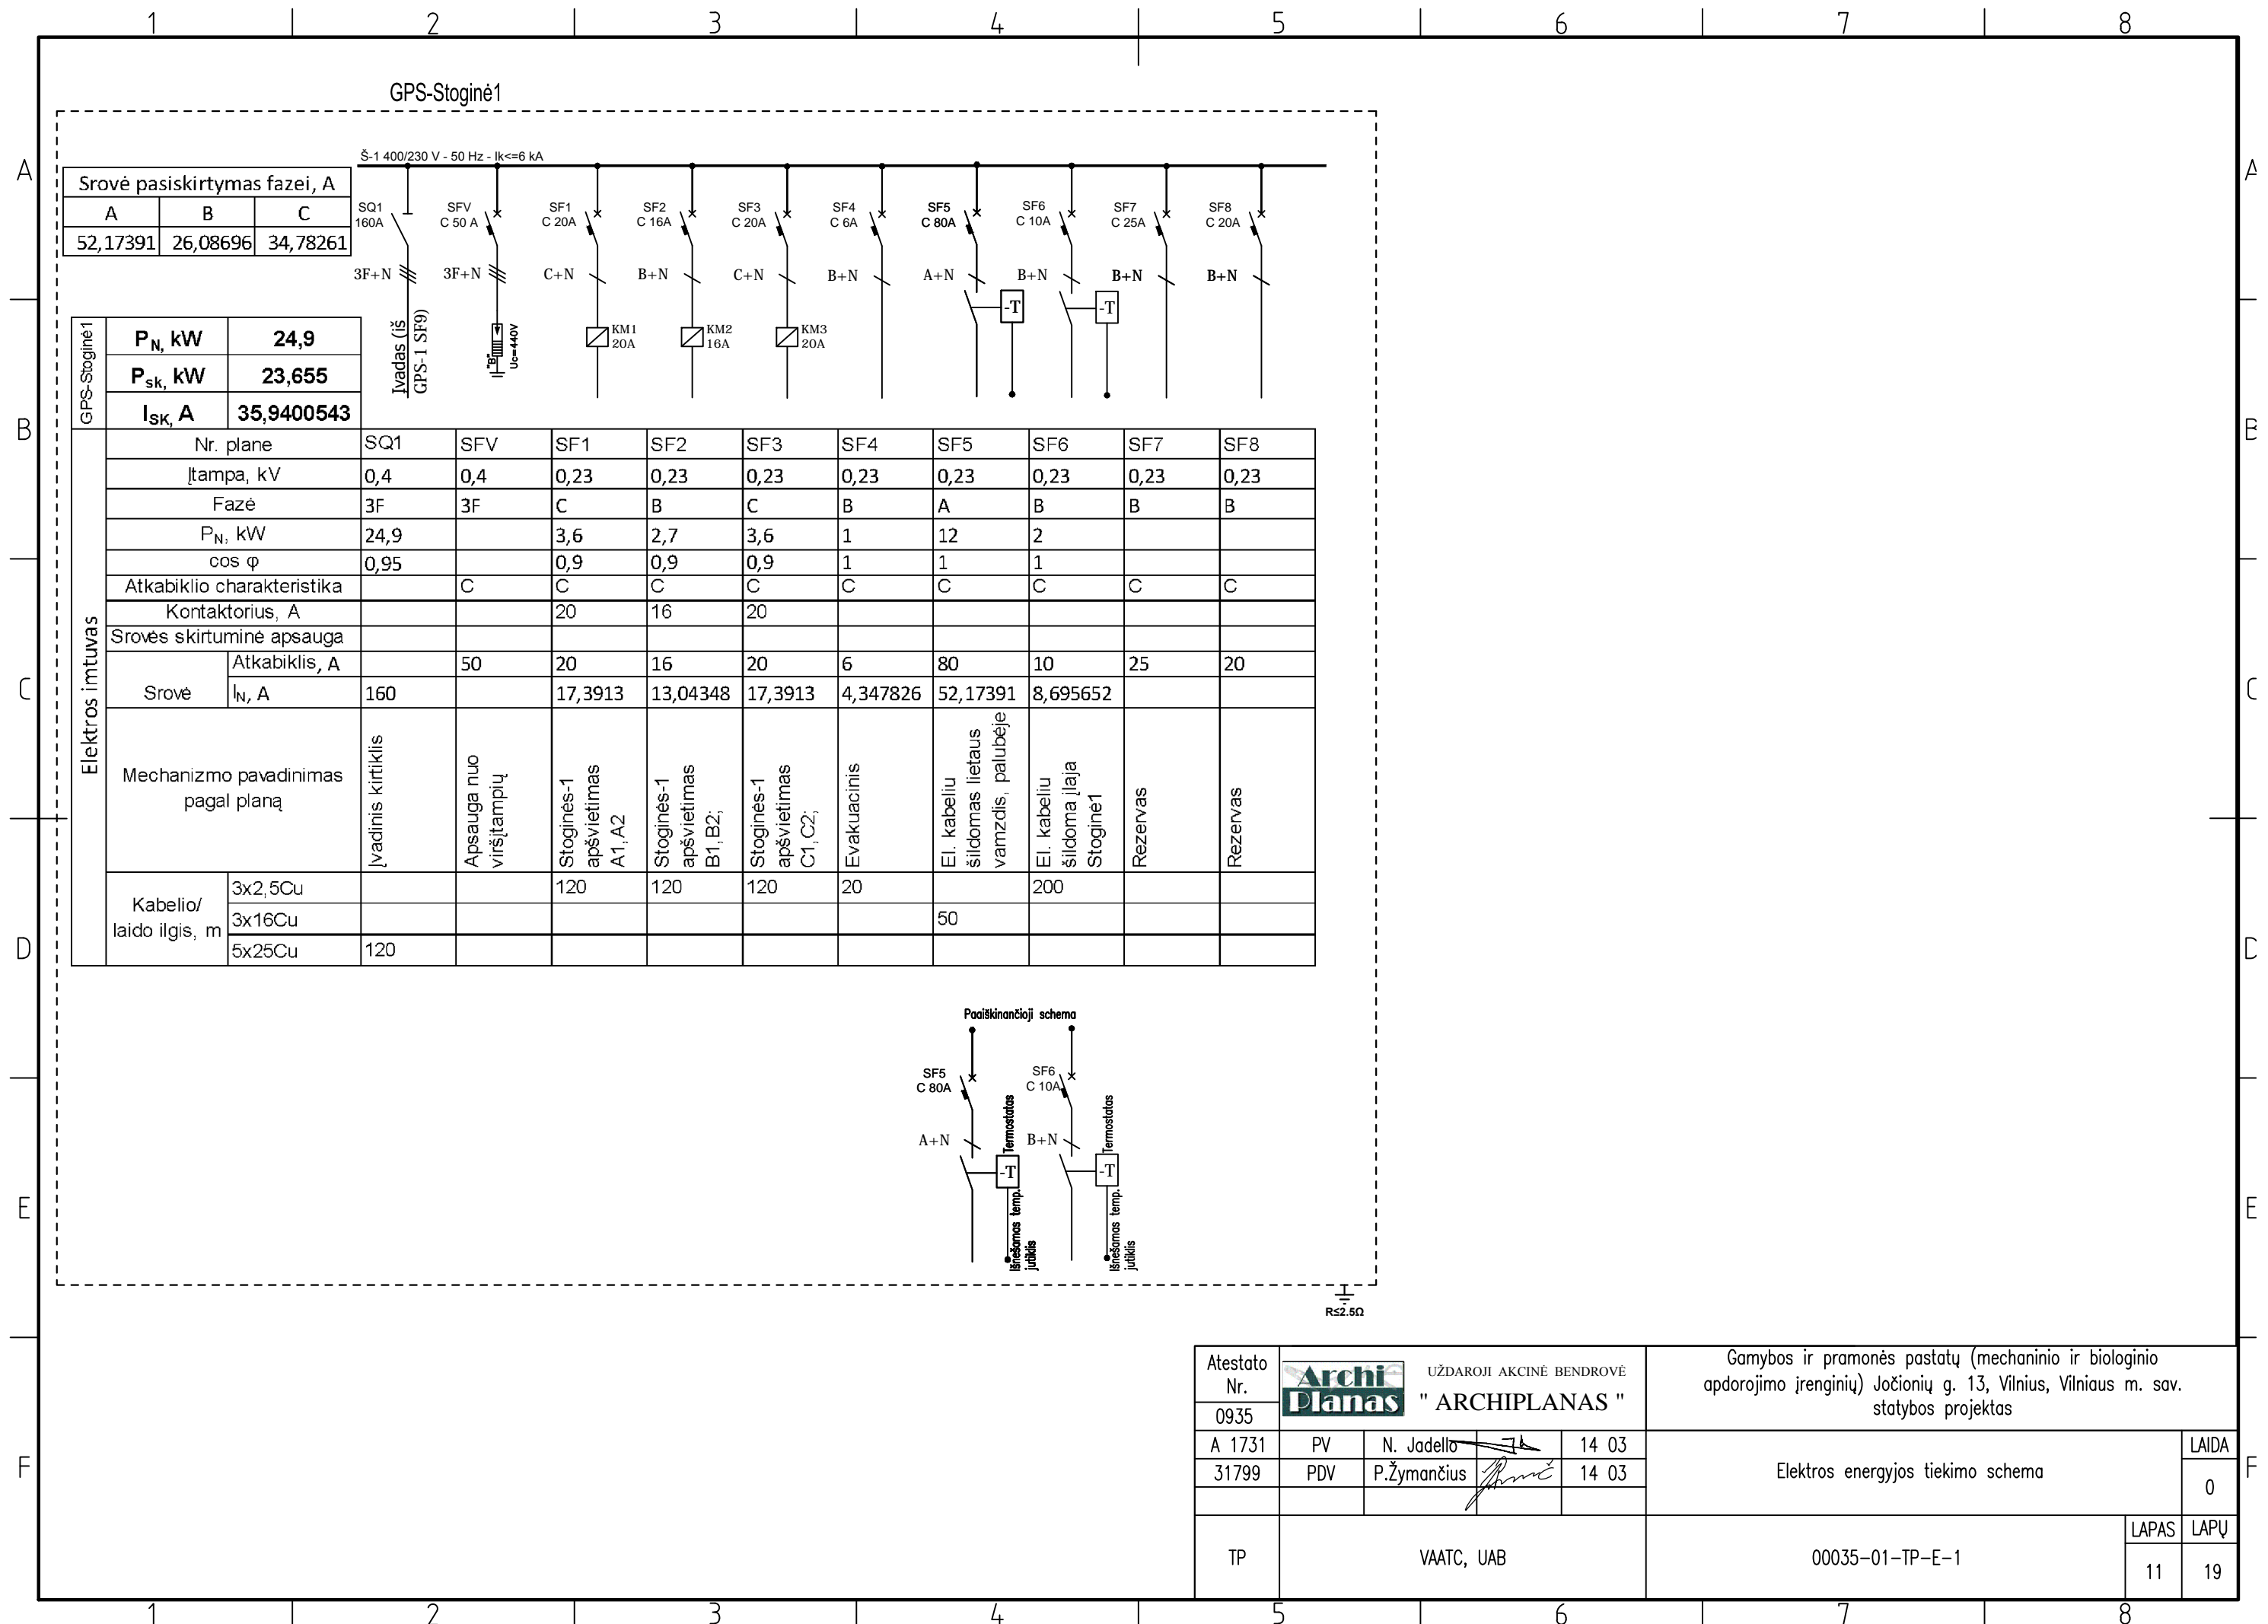 1 2 3 4 5 6 7 8
A A
B B
C C
D D
E E
F F
GPS-Stoginė1
Š-1 400/230 V - 50 Hz - Ik<=6 kA
Srovė pasiskirtymas fazei, A
A B C
52,17391 26,08696 34,78261
SQ1
160A
3F+N
Įvadas (iš
GPS-1 SF9)
SFV
C 50 A
3F+N
"B"
Uc=440V
SF1
C 20A
C+N
KM1
20A
SF2
C 16A
B+N
KM2
16A
SF3
C 20A
C+N
KM3
20A
SF4
C 6A
B+N
SF5
C 80A
A+N
-T
SF6
C 10A
B+N
-T
SF7
C 25A
B+N
SF8
C 20A
B+N
GPS-Stoginė1
PN, kW 24,9
Psk, kW 23,655
ISK, A 35,9400543
Elektros imtuvas
Nr. plane SQ1 SFV SF1 SF2 SF3 SF4 SF5 SF6 SF7 SF8
Įtampa, kV 0,4 0,4 0,23 0,23 0,23 0,23 0,23 0,23 0,23 0,23
Fazė 3F 3F C B C B A B B B
PN, kW 24,9 3,6 2,7 3,6 1 12 2
cos φ 0,95 0,9 0,9 0,9 1 1 1
Atkabiklio charakteristika C C C C C C C C C
Kontaktorius, A 20 16 20
Srovės skirtuminė apsauga
Srovė
Atkabiklis, A 50 20 16 20 6 80 10 25 20
IN, A 160 17,3913 13,04348 17,3913 4,347826 52,17391 8,695652
Mechanizmo pavadinimas
pagal planą
Įvadinis kirtiklis
Apsauga nuo
viršįtampių
Stoginės-1
apšvietimas
A1,A2
Stoginės-1
apšvietimas
B1,B2;
Stoginės-1
apšvietimas
C1,C2;
Evakuacinis
El. kabeliu
šildomas lietaus
vamzdis, palubėje
El. kabeliu
šildoma įlaja
Stoginė1
Rezervas
Rezervas
Kabelio/
laido ilgis, m
3x2,5Cu 120 120 120 20 200
3x16Cu 50
5x25Cu 120
Paaiškinančioji schema
SF5
C 80A
A+N
-T
Termostatas
Išnešamas temp.
jutiklis
SF6
C 10A
B+N
-T
Termostatas
Išnešamas temp.
jutiklis
R≤2.5Ω
Atestato
Nr.
0935
Archi
Planas
UŽDAROJI AKCINĖ BENDROVĖ
" ARCHIPLANAS "
Gamybos ir pramonės pastatų (mechaninio ir biologinio
apdorojimo įrenginių) Jočionių g. 13, Vilnius, Vilniaus m. sav.
statybos projektas
A 1731 PV N. Jadello 14 03
31799 PDV P.Žymančius 14 03
Elektros energyjos tiekimo schema
LAIDA
0
TP
VAATC, UAB
00035-01-TP-E-1
LAPAS LAPŲ
11 19
1 2 3 4 5 6 7 8